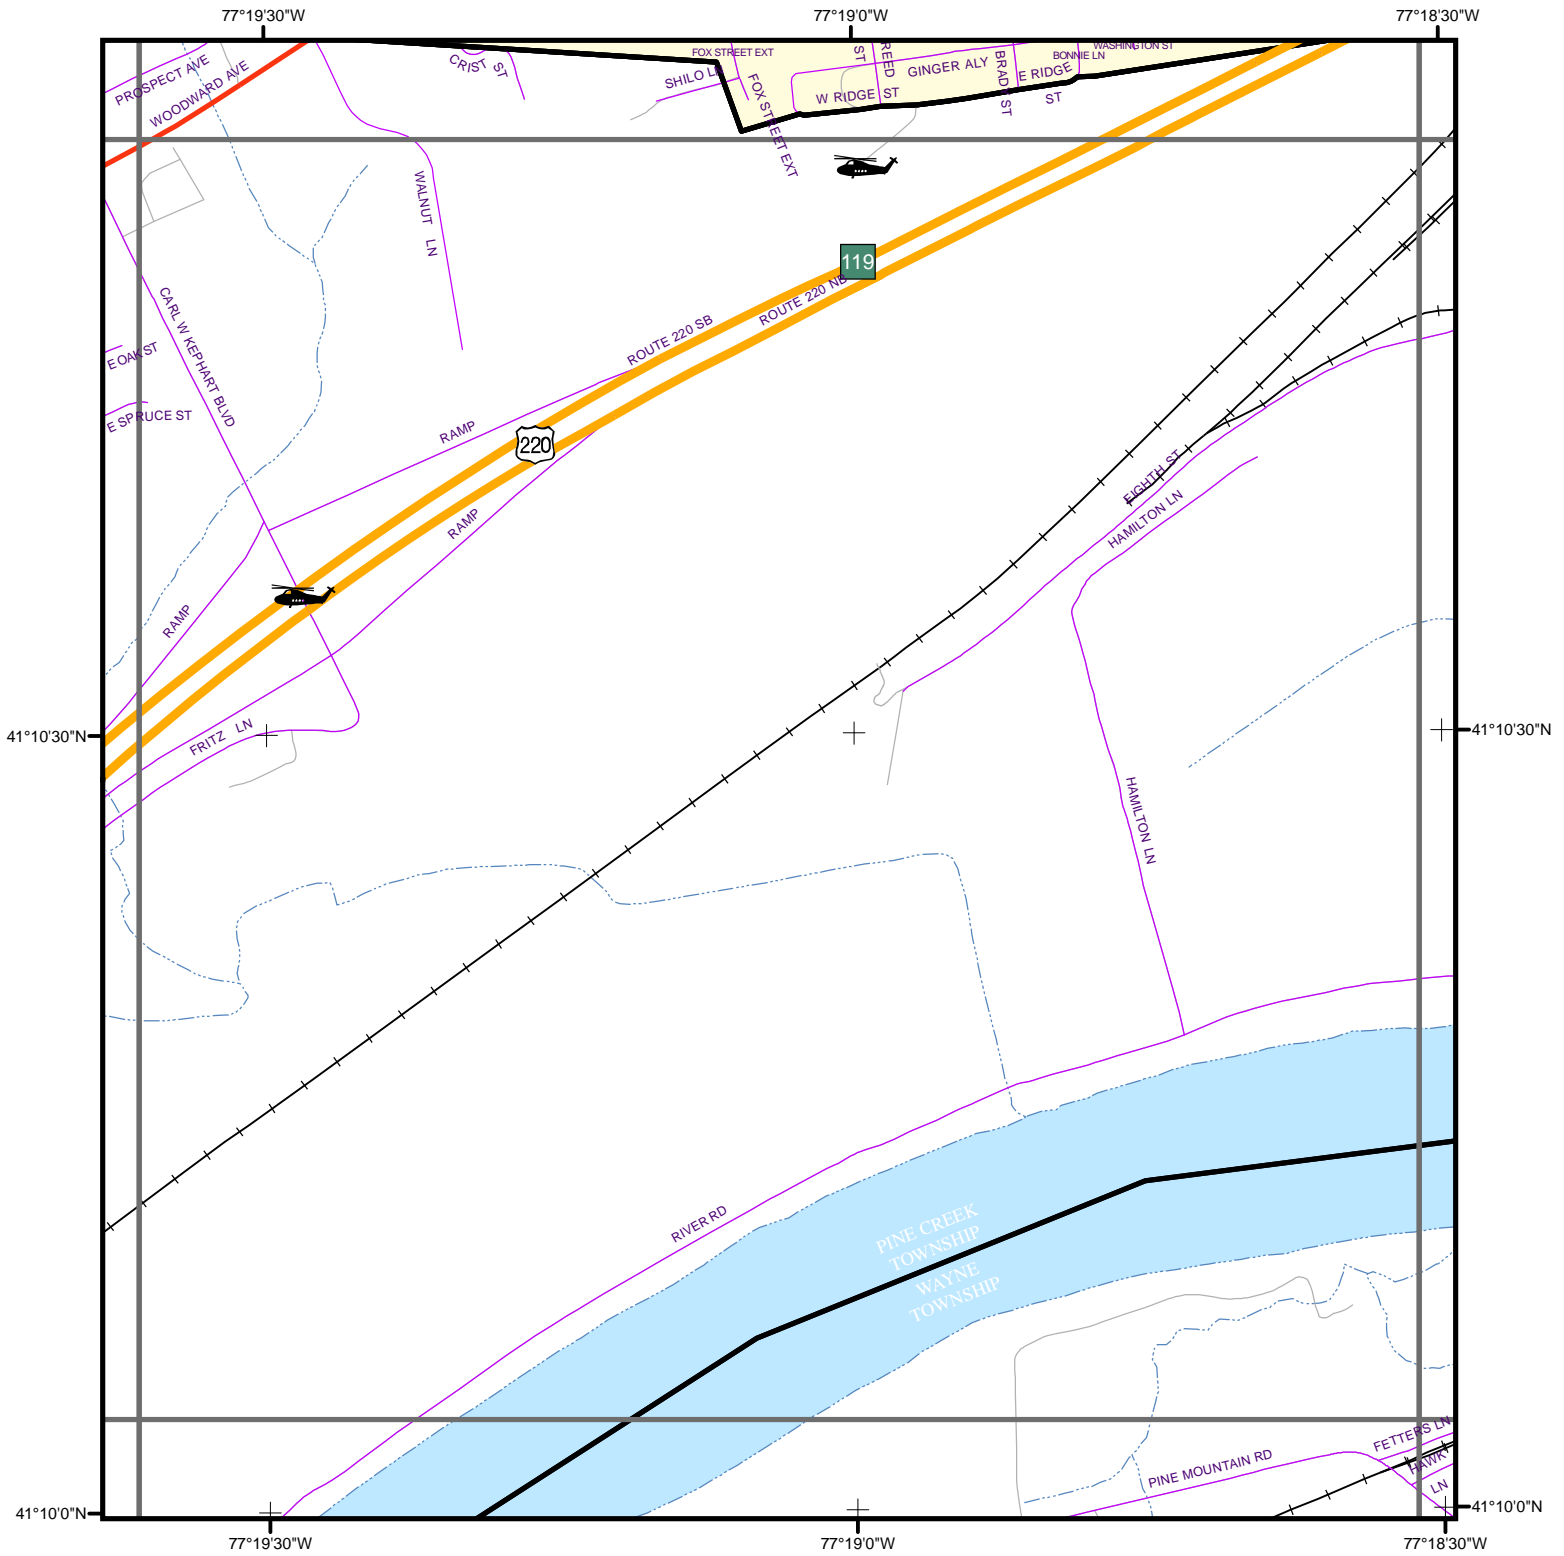 77°19'30"W
77°19'0"W
77°18'30"W
PROSPECT AVE
WOODWARD AVE
CRIST ST
FOX STREET EXT
SHILO LN
FOX STREET EXT
ST
REED
GINGER ALY
W RIDGE ST
BRAD ST
WASHINGTON ST
BONNIE LN
E RIDGE ST
WALNUT LN
119
ROUTE 220 NB
ROUTE 220 SB
CARL W KEPHART BLVD
E OAK ST
E SPRUCE ST
RAMP
220
RAMP
RAMP
EIGHTH ST
HAMILTON LN
41°10'30"N
FRITZ LN
41°10'30"N
HAMILTON LN
RIVER RD
PINE CREEK
TOWNSHIP
WAYNE
TOWNSHIP
FETTERS LN
HAWK LN
PINE MOUNTAIN RD
41°10'0"N
41°10'0"N
77°19'30"W
77°19'0"W
77°18'30"W